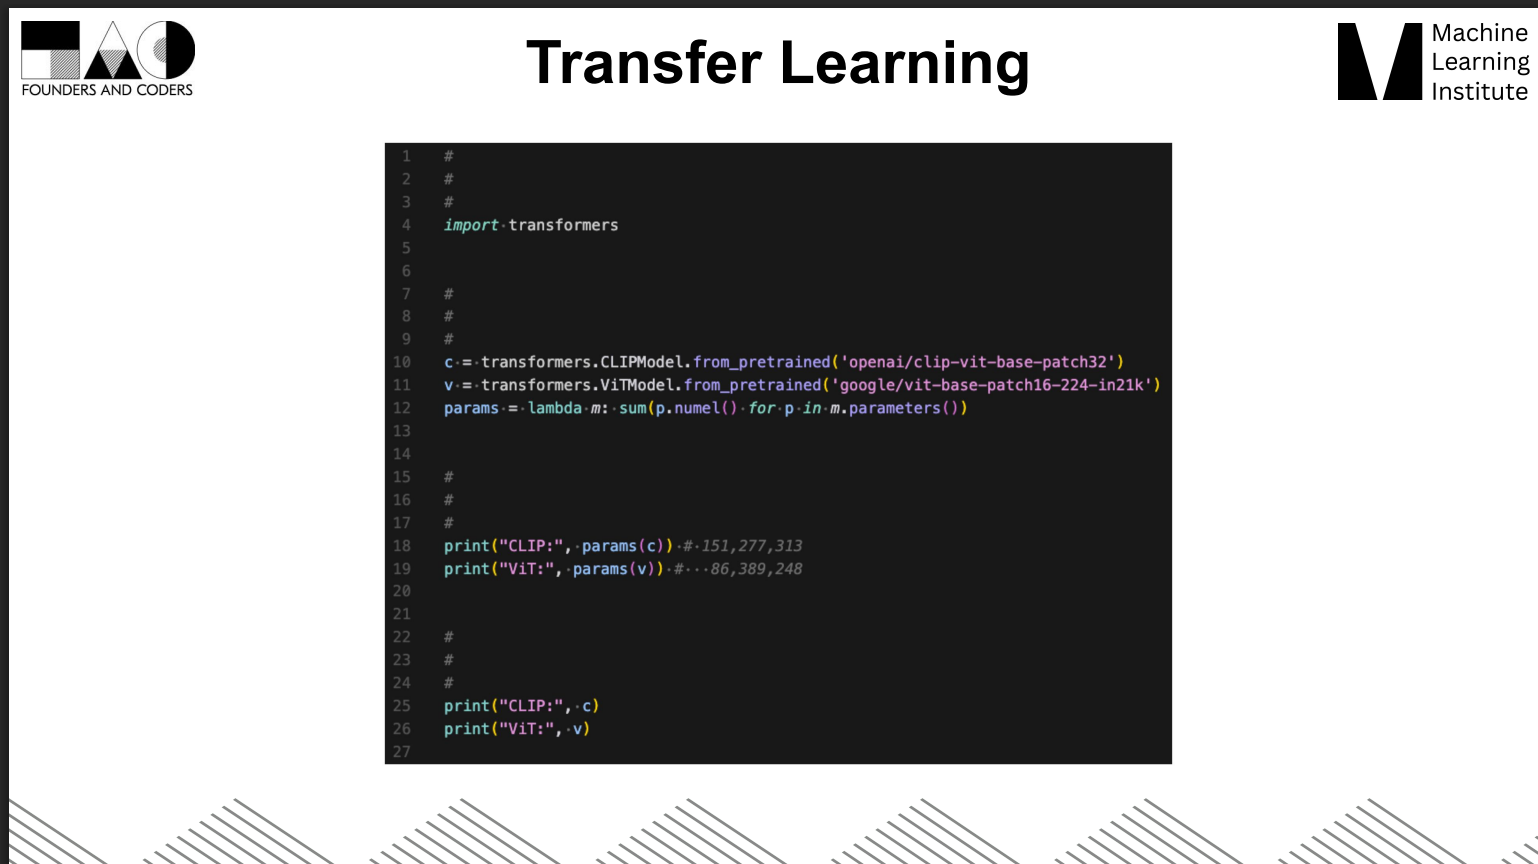 FOUNDERS AND CODERS
Transfer Learning
Machine
Learning
Institute
1 #
2 #
3 #
4 import transformers
5
6
7 #
8 #
9 #
10 c = transformers.CLIPModel.from_pretrained('openai/clip-vit-base-patch32')
11 v = transformers.ViTModel.from_pretrained('google/vit-base-patch16-224-in21k')
12 params = lambda m: sum(p.numel() for p in m.parameters())
13
14
15 #
16 #
17 #
18 print("CLIP:", params(c)) # 151,277,313
19 print("ViT:", params(v)) #   86,389,248
20
21
22 #
23 #
24 #
25 print("CLIP:", c)
26 print("ViT:", v)
27